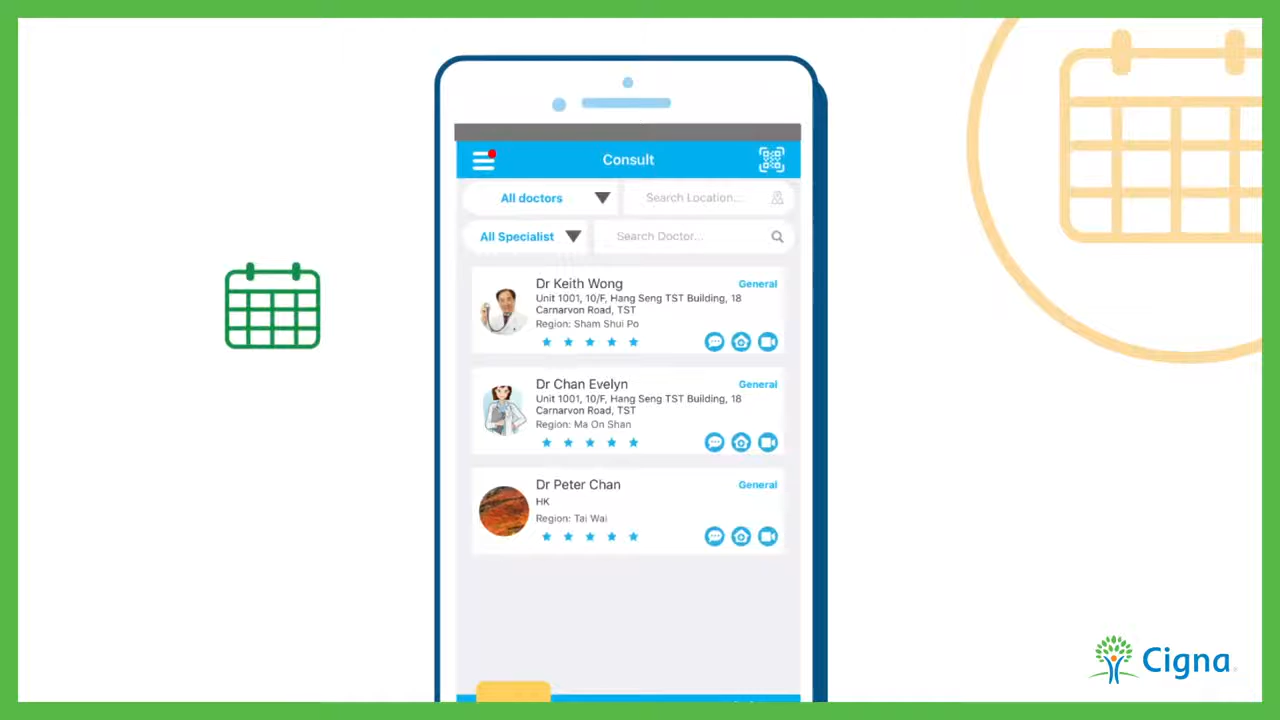 Consult
All doctors
Search Location...
All Specialist
Search Doctor...
Dr Keith Wong
General
Unit 1001, 10/F, Hang Seng TST Building, 18
Carnarvon Road, TST
Region: Sham Shui Po
Dr Chan Evelyn
General
Unit 1001, 10/F, Hang Seng TST Building, 18
Carnarvon Road, TST
Region: Ma On Shan
Dr Peter Chan
General
HK
Region: Tai Wai
Cigna